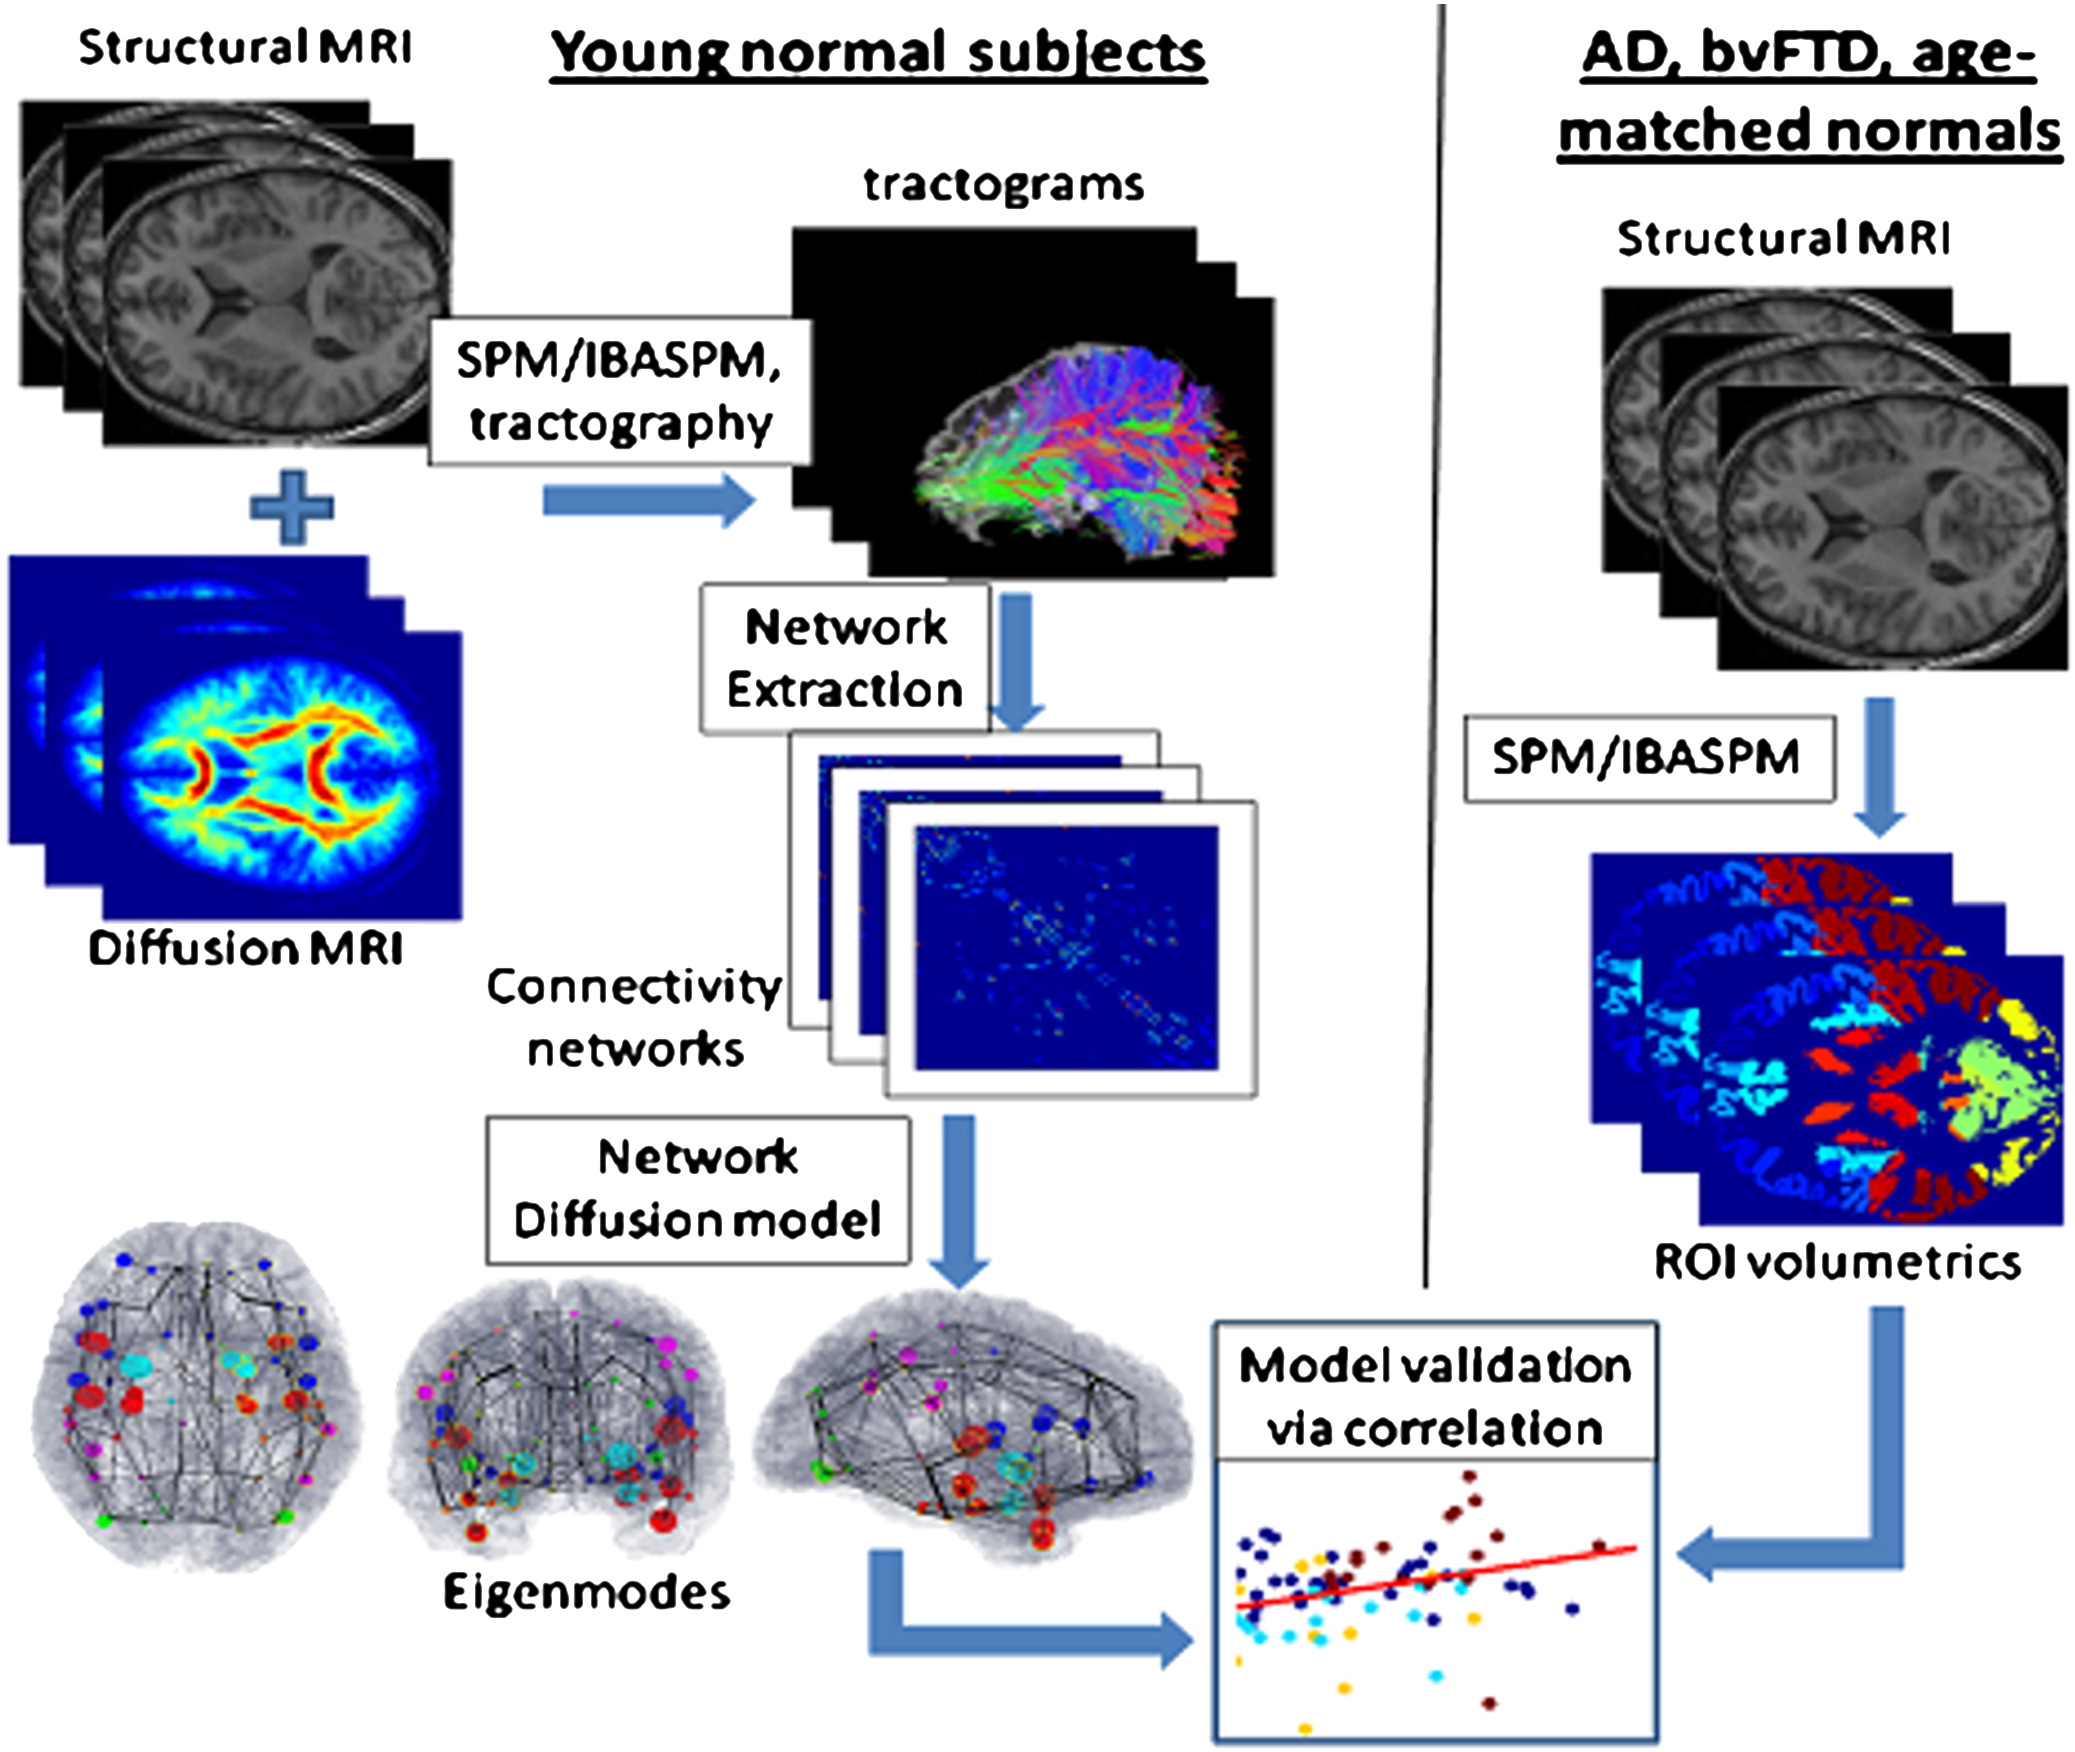 Structural MRI
Young normal subjects
tractograms
SPM/IBASPM,
tractography
Diffusion MRI
Network
Extraction
Connectivity
networks
Network
Diffusion model
Eigenmodes
AD, bvFTD, age-
matched normals
Structural MRI
SPM/IBASPM
ROI volumetrics
Model validation
via correlation